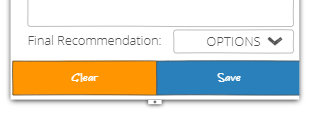 Final Recommendation: OPTIONS
Clear Save